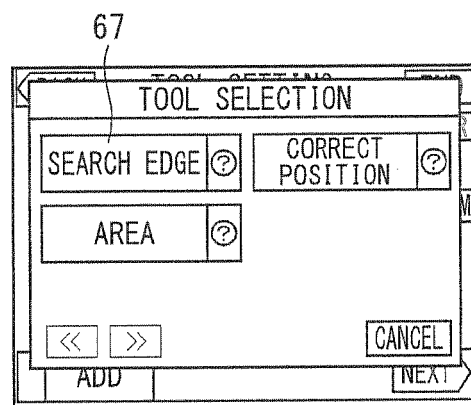 67
TOOL SELECTION
SEARCH EDGE ?
CORRECT
POSITION ?
AREA ?
<< >>
CANCEL
ADD
NEXT